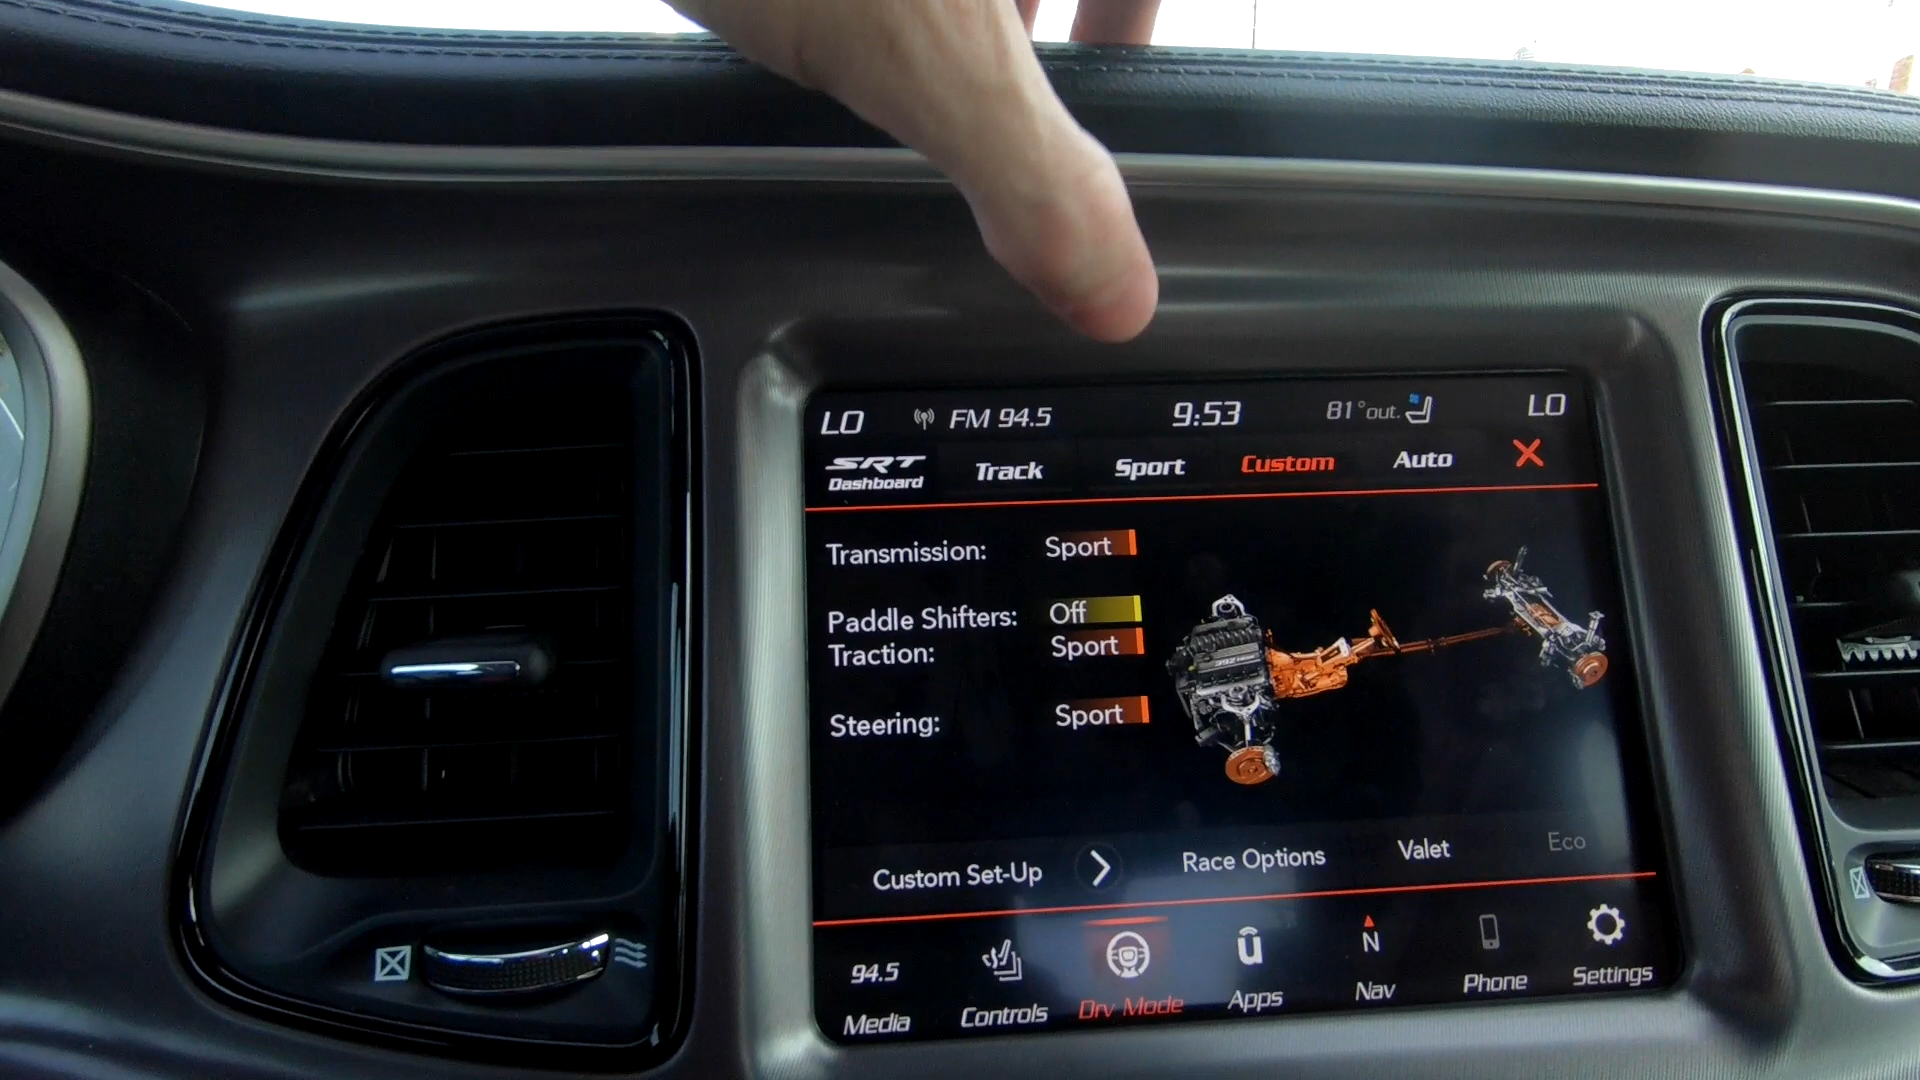 LO FM 94.5 9:53 81°out. LO
SRT Dashboard Track Sport Custom Auto
Transmission: Sport
Paddle Shifters: Off
Traction: Sport
Steering: Sport
Custom Set-Up Race Options Valet Eco
94.5 N
Media Controls Drv Mode Apps Nav Phone Settings